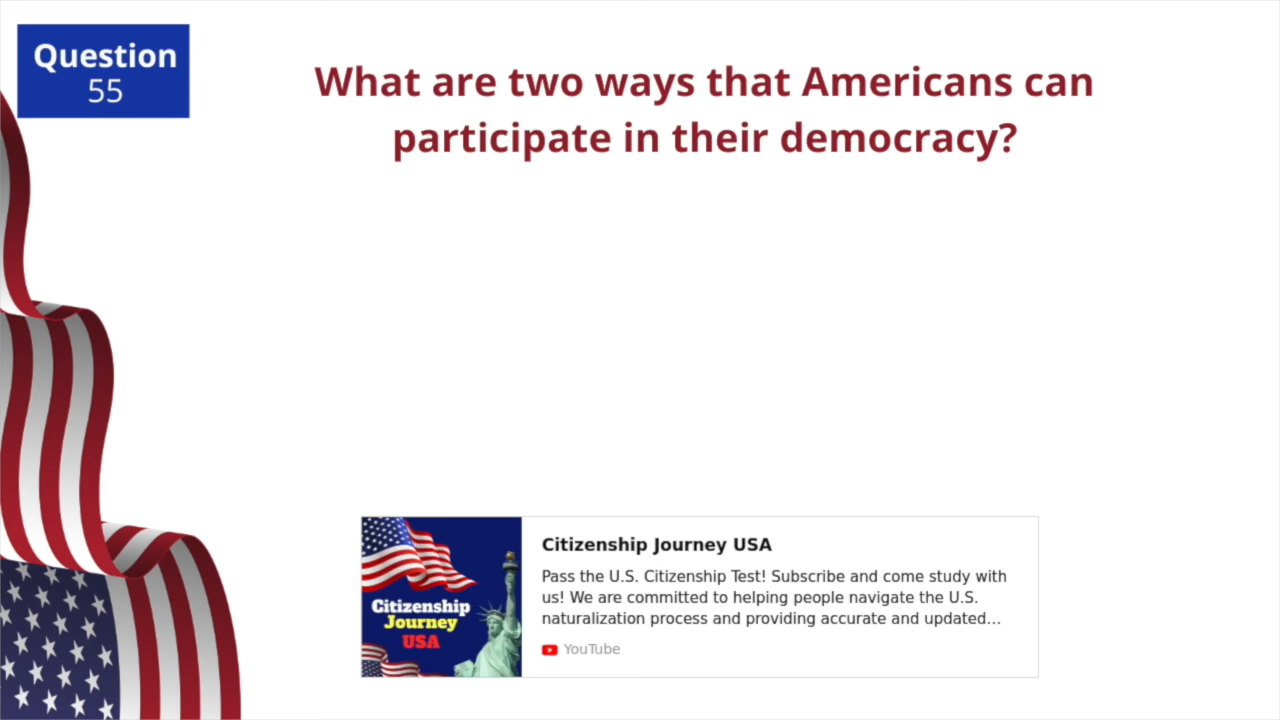 Question
55
What are two ways that Americans can
participate in their democracy?
Citizenship
Journey
USA
Citizenship Journey USA
Pass the U.S. Citizenship Test! Subscribe and come study with
us! We are committed to helping people navigate the U.S.
naturalization process and providing accurate and updated...
YouTube